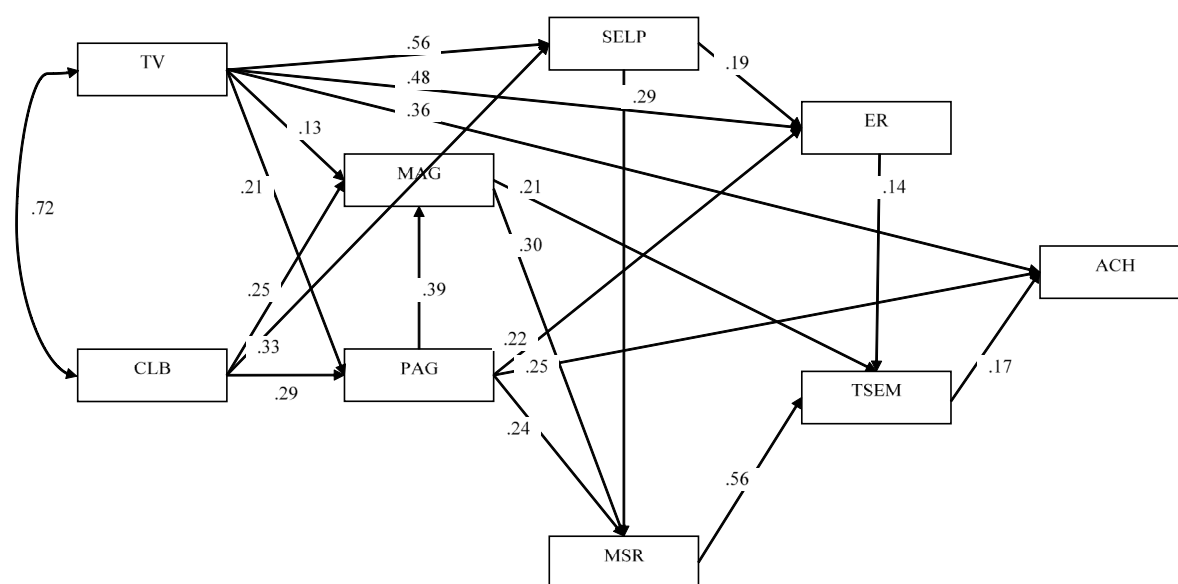 SELP
TV
.56
.19
.48
.29
.36
ER
.13
MAG
.21
.21
.14
.72
.30
ACH
.25
.39
.33
.22
CLB
PAG
.25
.17
.29
TSEM
.24
.56
MSR